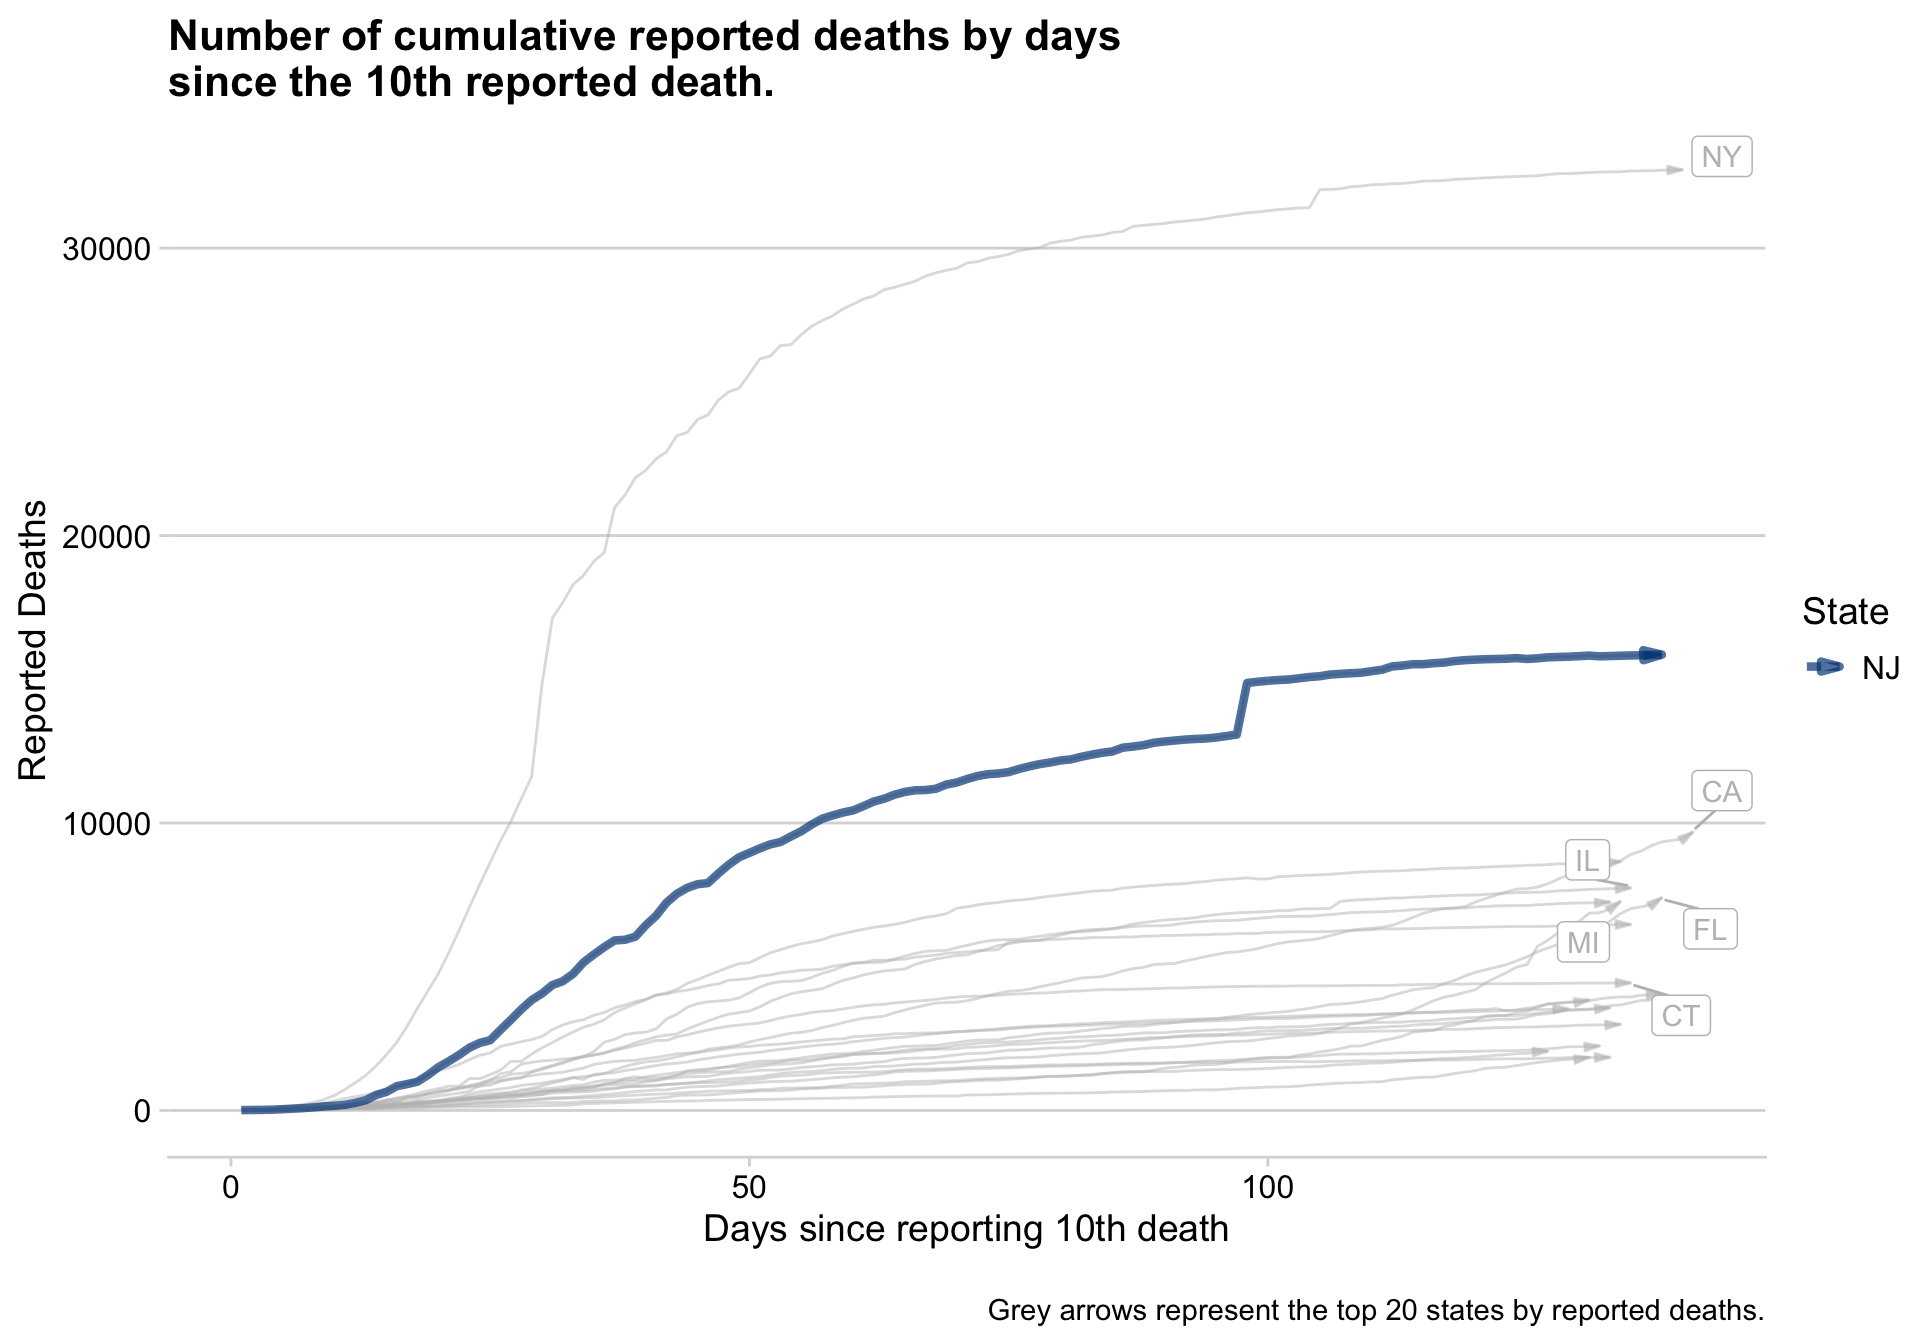 Number of cumulative reported deaths by days
since the 10th reported death.
NY
30000
20000
Reported Deaths
State
NJ
CA
10000
IL
FL
MI
CT
0
0 50 100
Days since reporting 10th death
Grey arrows represent the top 20 states by reported deaths.